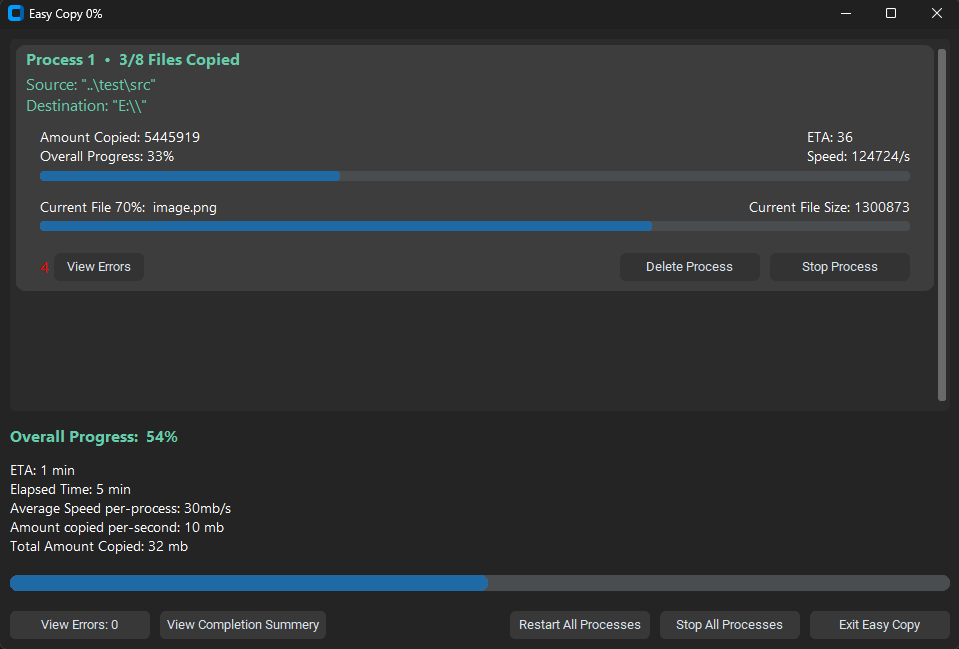 Easy Copy 0%
Process 1 • 3/8 Files Copied
Source: "..\test\src"
Destination: "E:\\"
Amount Copied: 5445919 ETA: 36
Overall Progress: 33% Speed: 124724/s
Current File 70%: image.png Current File Size: 1300873
4 View Errors Delete Process Stop Process
Overall Progress: 54%
ETA: 1 min
Elapsed Time: 5 min
Average Speed per-process: 30mb/s
Amount copied per-second: 10 mb
Total Amount Copied: 32 mb
View Errors: 0 View Completion Summery Restart All Processes Stop All Processes Exit Easy Copy